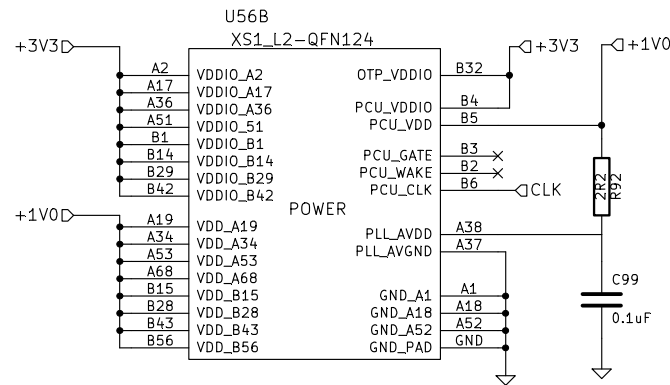 U56B
XS1_L2-QFN124
+3V3
+3V3
+1V0
A2 VDDIO_A2
A17 VDDIO_A17
A36 VDDIO_A36
A51 VDDIO_51
B1 VDDIO_B1
B14 VDDIO_B14
B29 VDDIO_B29
B42 VDDIO_B42
OTP_VDDIO B32
PCU_VDDIO B4
PCU_VDD B5
PCU_GATE B3
PCU_WAKE B2
PCU_CLK B6
CLK
2R2
R92
POWER
+1V0
A19 VDD_A19
A34 VDD_A34
A53 VDD_A53
A68 VDD_A68
B15 VDD_B15
B28 VDD_B28
B43 VDD_B43
B56 VDD_B56
PLL_AVDD A38
PLL_AVGND A37
GND_A1 A1
GND_A18 A18
GND_A52 A52
GND_PAD GND
C99
0.1uF